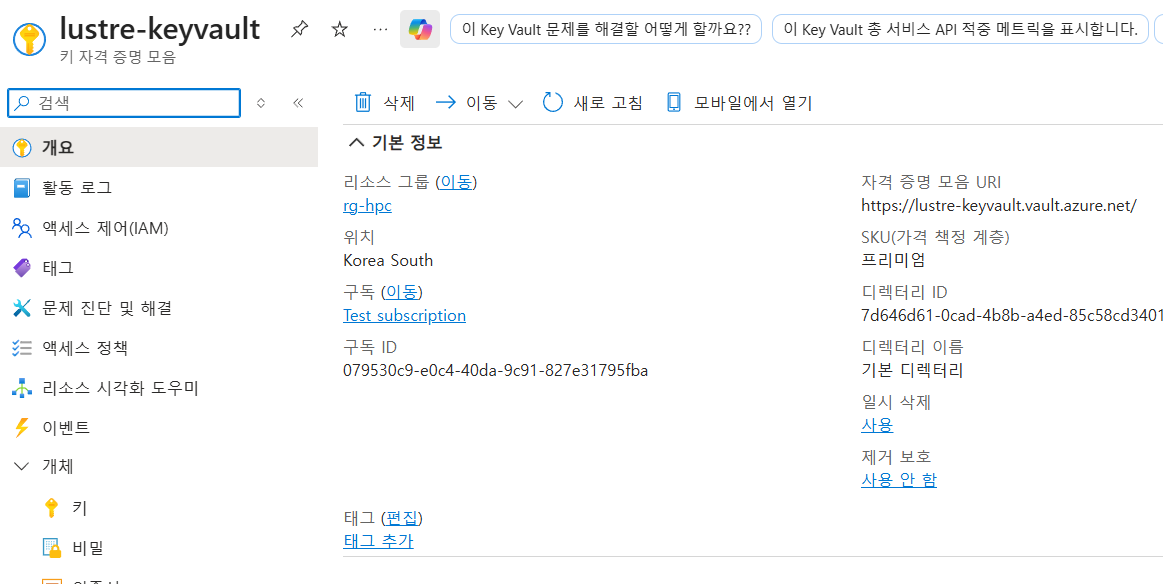 lustre-keyvault
키 자격 증명 모음
이 Key Vault 문제를 해결할 어떻게 할까요??
이 Key Vault 총 서비스 API 적중 메트릭을 표시합니다.
검색
삭제 이동 새로 고침 모바일에서 열기
개요
활동 로그
액세스 제어(IAM)
태그
문제 진단 및 해결
액세스 정책
리소스 시각화 도우미
이벤트
개체
키
비밀
기본 정보
리소스 그룹 (이동)
rg-hpc
위치
Korea South
구독 (이동)
Test subscription
구독 ID
079530c9-e0c4-40da-9c91-827e31795fba
자격 증명 모음 URI
https://lustre-keyvault.vault.azure.net/
SKU(가격 책정 계층)
프리미엄
디렉터리 ID
7d646d61-0cad-4b8b-a4ed-85c58cd3401
디렉터리 이름
기본 디렉터리
일시 삭제
사용
제거 보호
사용 안 함
태그 (편집)
태그 추가